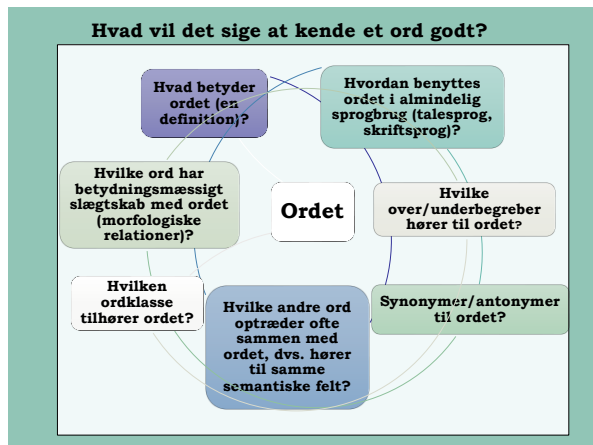 Hvad vil det sige at kende et ord godt?
Hvad betyder
ordet (en
definition)?
Hvordan benyttes
ordet i almindelig
sprogbrug (talesprog,
skriftsprog)?
Hvilke ord har
betydningsmæssigt
slægtskab med ordet
(morfologiske
relationer)?
Ordet
Hvilke
over/underbegreber
hører til ordet?
Hvilken
ordklasse
tilhører ordet?
Hvilke andre ord
optræder ofte
sammen med
ordet, dvs. hører
til samme
semantiske felt?
Synonymer/antonymer
til ordet?